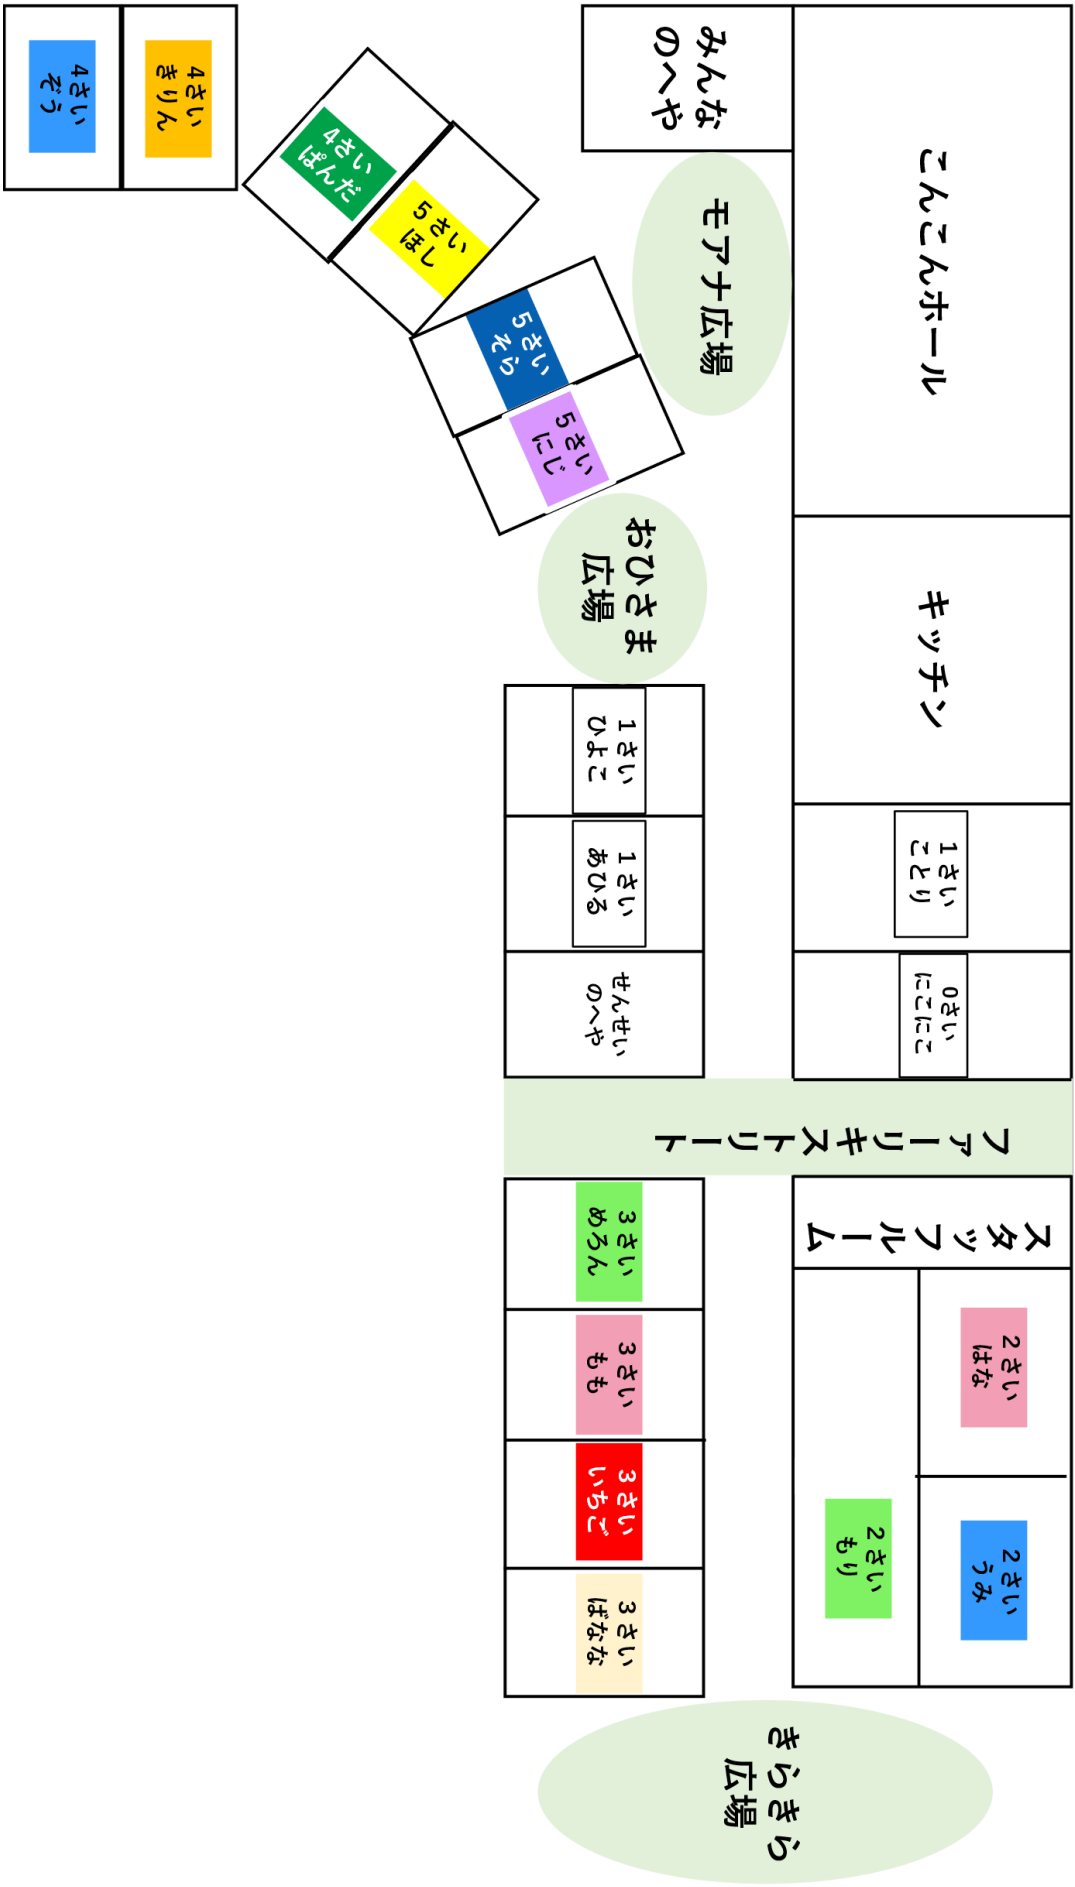 こんこんホール
キッチン
1さい
ことり
0さい
にこにこ
ファーリキストリート
スタッフルーム
2さい
はな
2さい
うみ
2さい
もり
みんな
のへや
モアナ広場
おひさま
広場
1さい
ひよこ
1さい
あひる
せんせい
のへや
3さい
めろん
3さい
もも
3さい
いちご
3さい
ばなな
きらきら
広場
5さい
にじ
5さい
そら
5さい
ほし
4さい
ぱんだ
4さい
きりん
4さい
ぞう